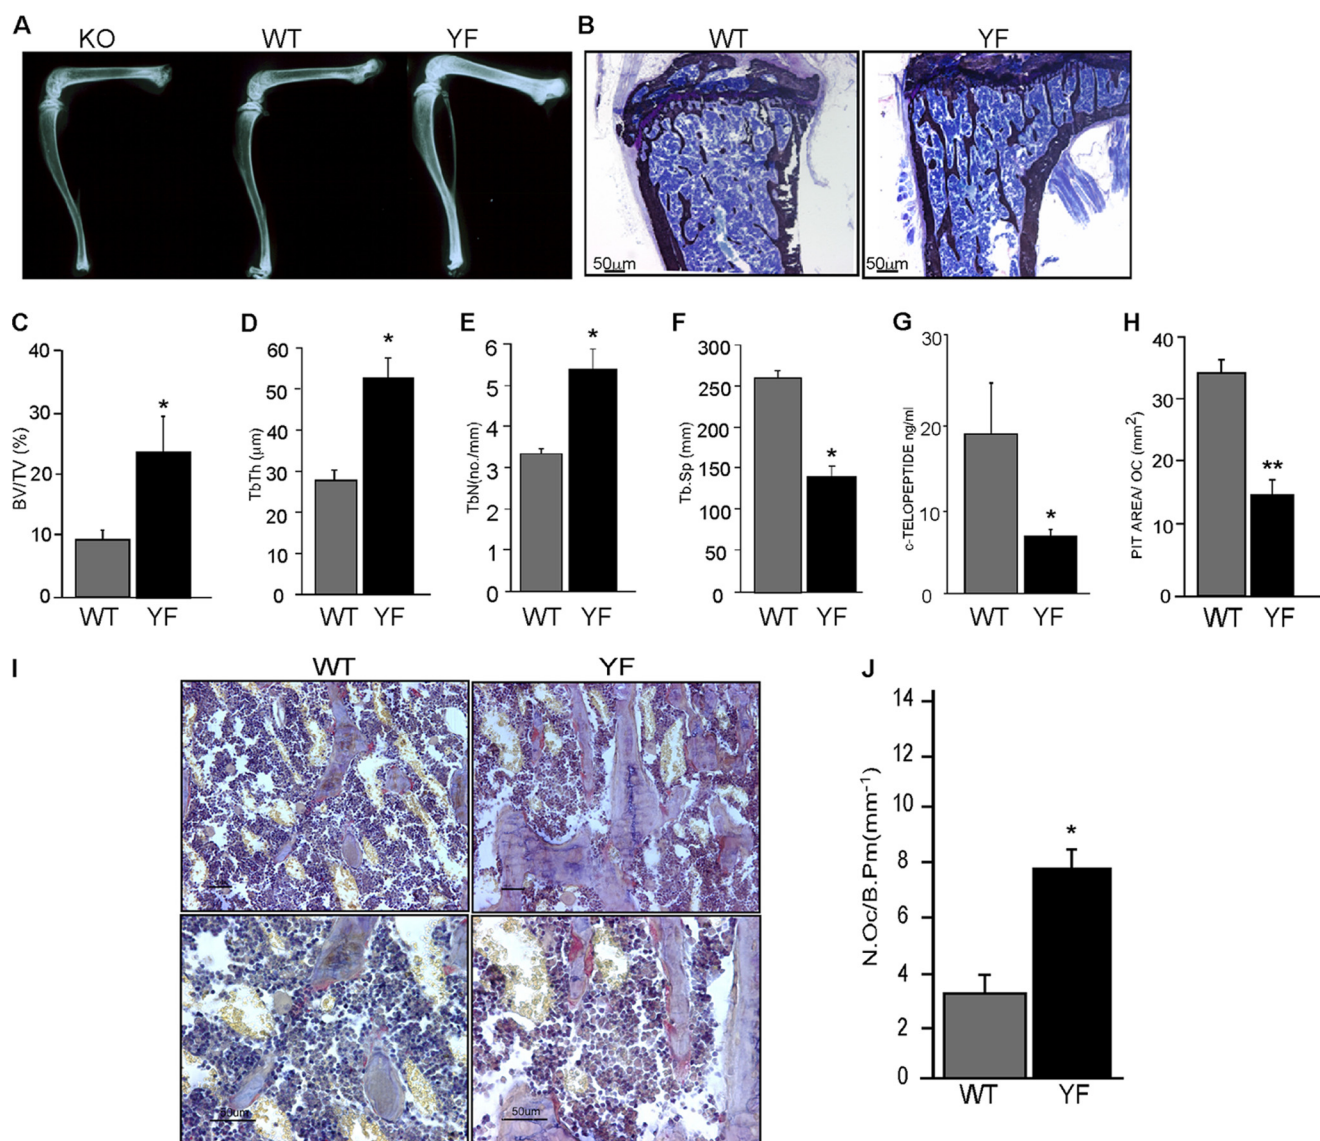 A
KO
WT
YF
B
WT
YF
50µm
50µm
C
BV/TV (%)
40
30
20
10
0
WT
YF
D
TbTh (µm)
60
50
40
30
20
10
0
WT
YF
E
TbN(no./mm)
6
5
4
3
2
1
0
WT
YF
F
Tb.Sp (mm)
300
250
200
150
100
50
0
WT
YF
*
*
*
*
G
c-TELOPEPTIDE ng/ml
30
20
10
0
*
WT
YF
H
PIT AREA/ OC (mm²)
40
30
20
10
0
**
WT
YF
I
WT
YF
50µm
50µm
J
N.Oc/B.Pm(mm⁻¹)
14
12
10
8
6
4
2
0
*
WT
YF